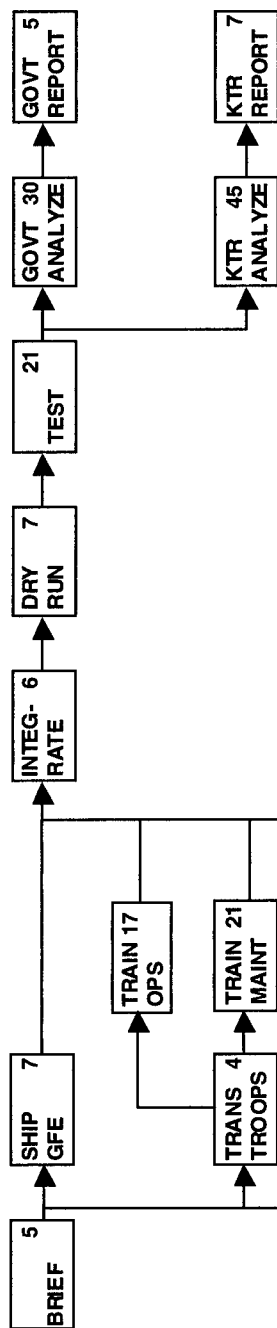 5
BRIEF
SHIP 7
GFE
TRANS 4
TROOPS
TRAIN 17
OPS
TRAIN 21
MAINT
INTEG- 6
RATE
DRY 7
RUN
21
TEST
GOVT 30
ANALYZE
GOVT 5
REPORT
KTR 45
ANALYZE
KTR 7
REPORT